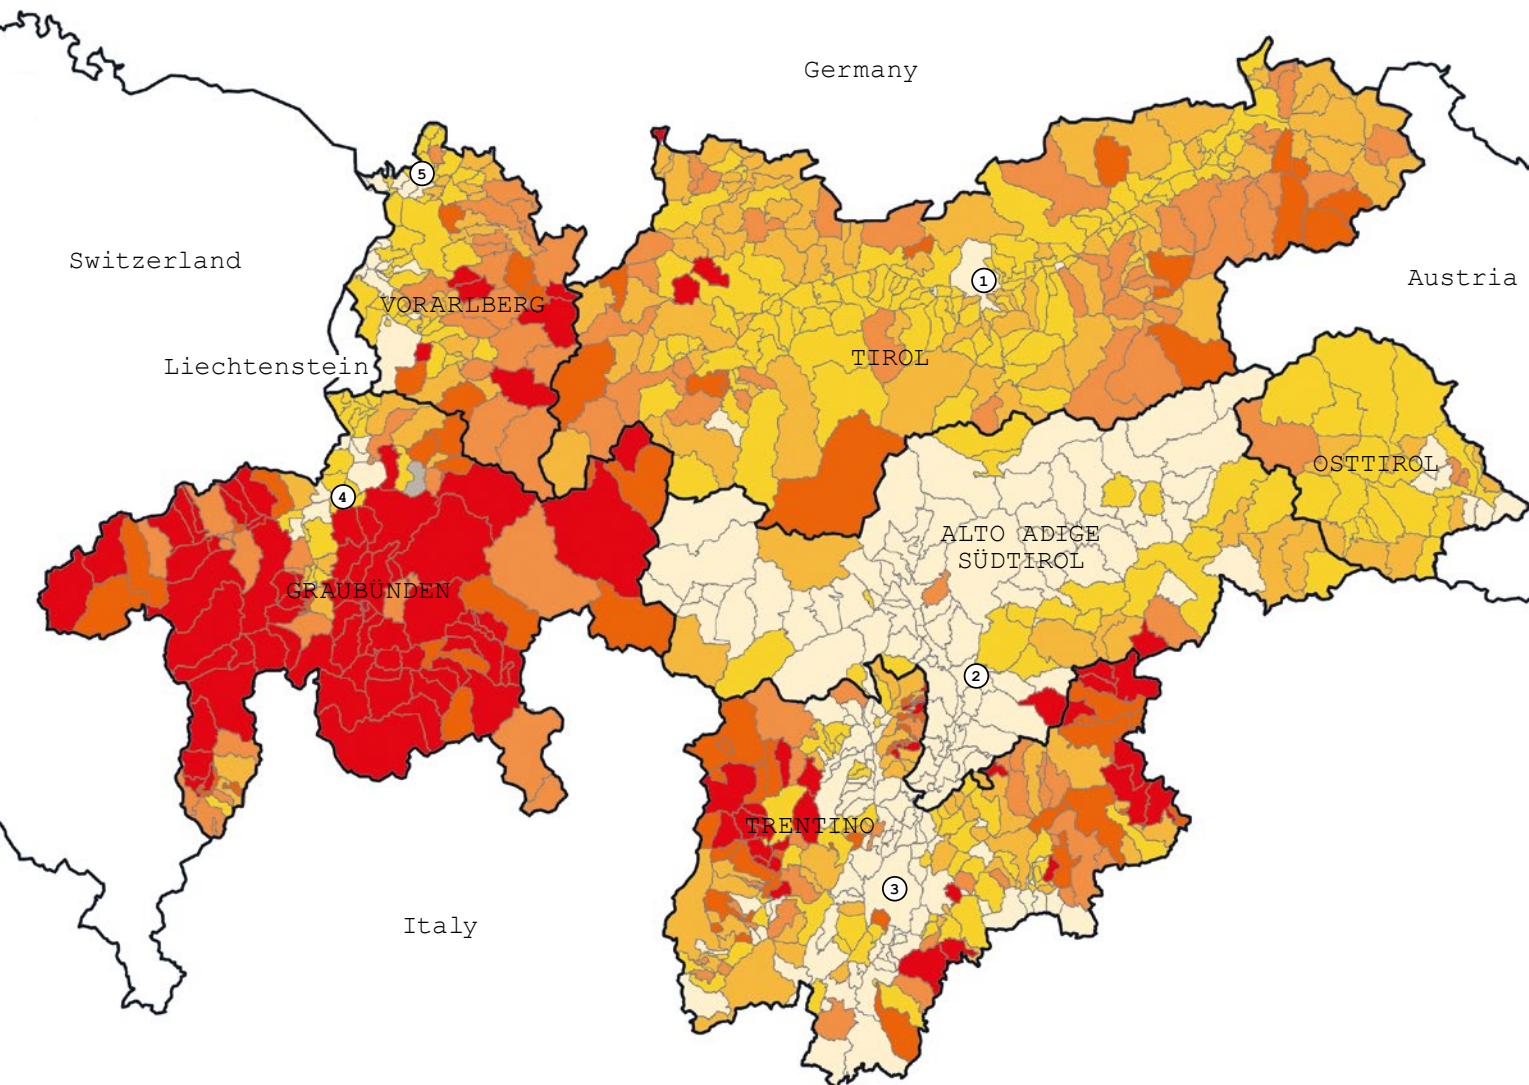 Germany
5
Switzerland
1
Austria
VORARLBERG
TIROL
Liechtenstein
OSTTIROL
4
ALTO ADIGE
SÜDTIROL
GRAUBÜNDEN
2
TRENTINO
3
Italy